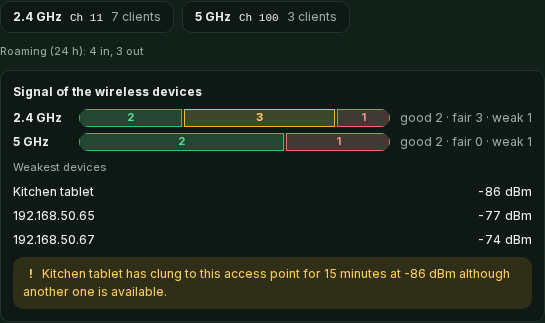 2.4 GHz Ch 11 7 clients 5 GHz Ch 100 3 clients
Roaming (24 h): 4 in, 3 out
Signal of the wireless devices
2.4 GHz 2 3 1 good 2 · fair 3 · weak 1
5 GHz 2 1 good 2 · fair 0 · weak 1
Weakest devices
Kitchen tablet -86 dBm
192.168.50.65 -77 dBm
192.168.50.67 -74 dBm
! Kitchen tablet has clung to this access point for 15 minutes at -86 dBm although
another one is available.